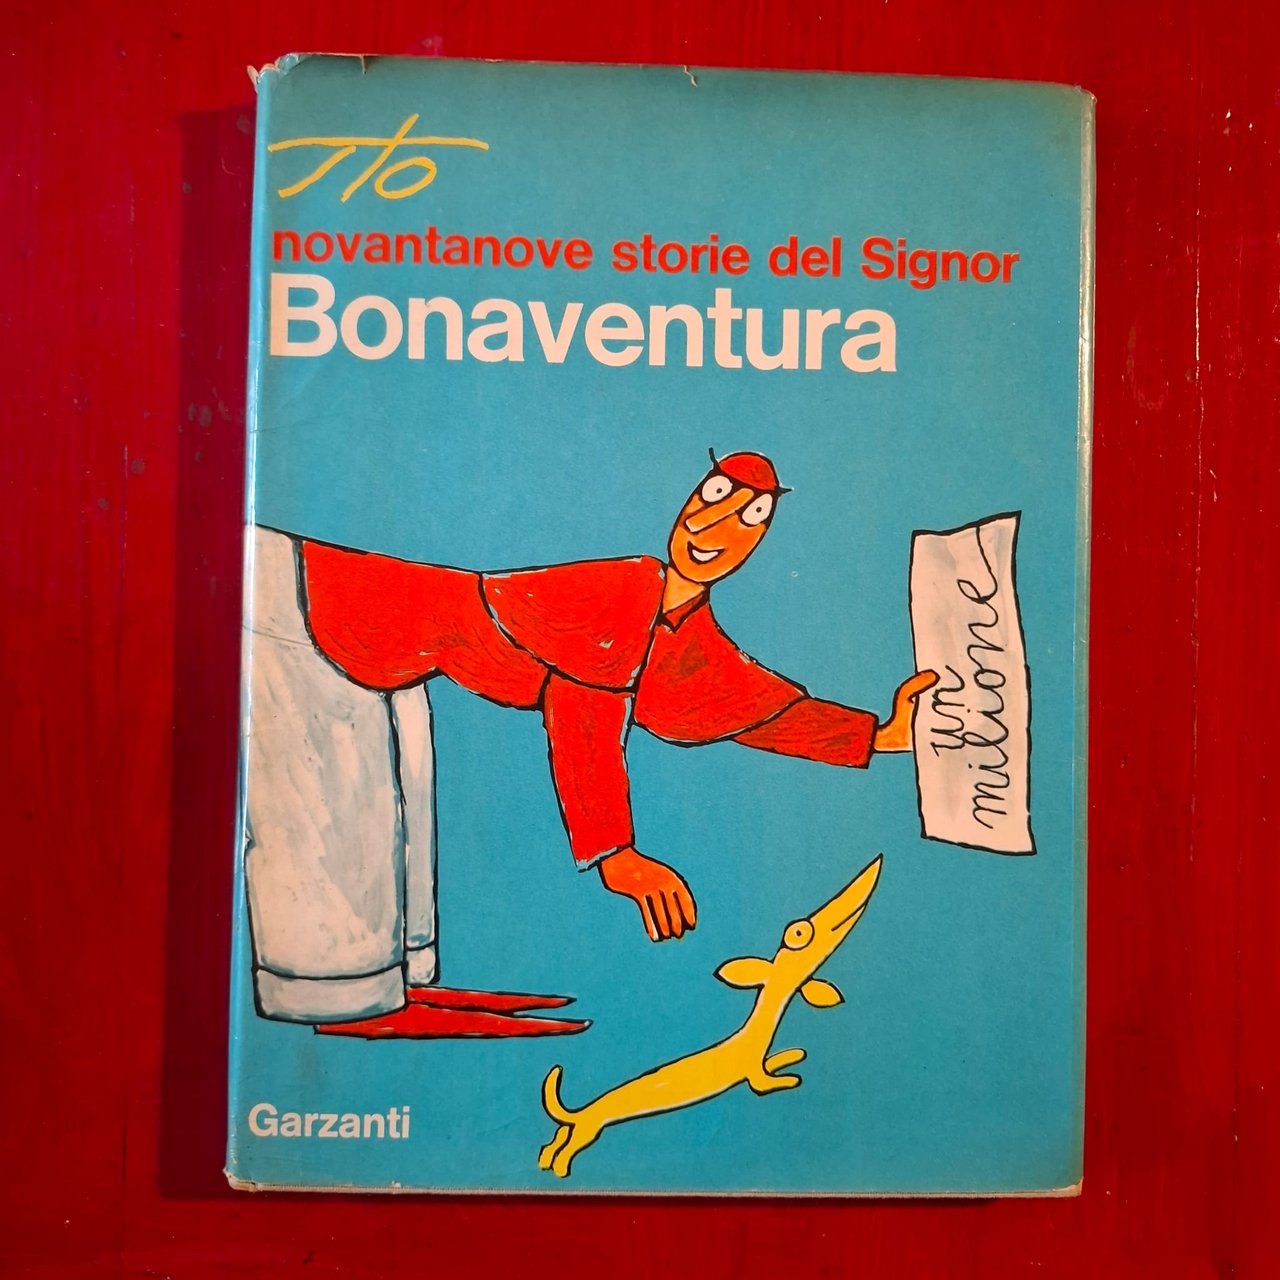 Sto
novantanove storie del Signor
Bonaventura
un
milione
Garzanti